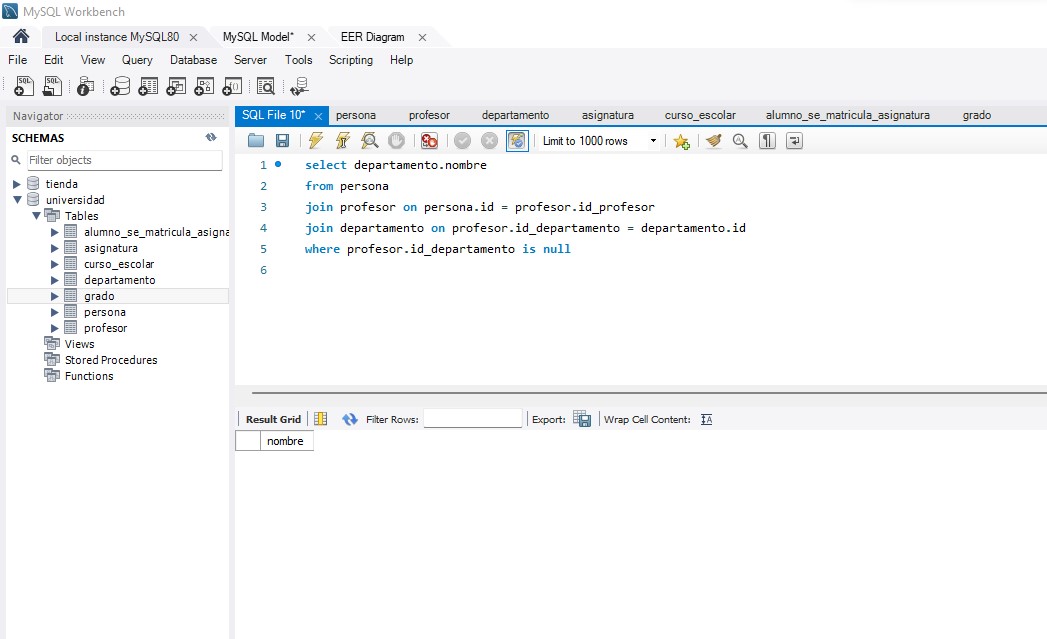 MySQL Workbench
Local instance MySQL80
MySQL Model*
EER Diagram
File Edit View Query Database Server Tools Scripting Help
Navigator
SCHEMAS
Filter objects
tienda
universidad
Tables
alumno_se_matricula_asigna
asignatura
curso_escolar
departamento
grado
persona
profesor
Views
Stored Procedures
Functions
SQL File 10* persona profesor departamento asignatura curso_escolar alumno_se_matricula_asignatura grado
Limit to 1000 rows
1 select departamento.nombre
2 from persona
3 join profesor on persona.id = profesor.id_profesor
4 join departamento on profesor.id_departamento = departamento.id
5 where profesor.id_departamento is null
6
Result Grid Filter Rows: Export: Wrap Cell Content:
nombre